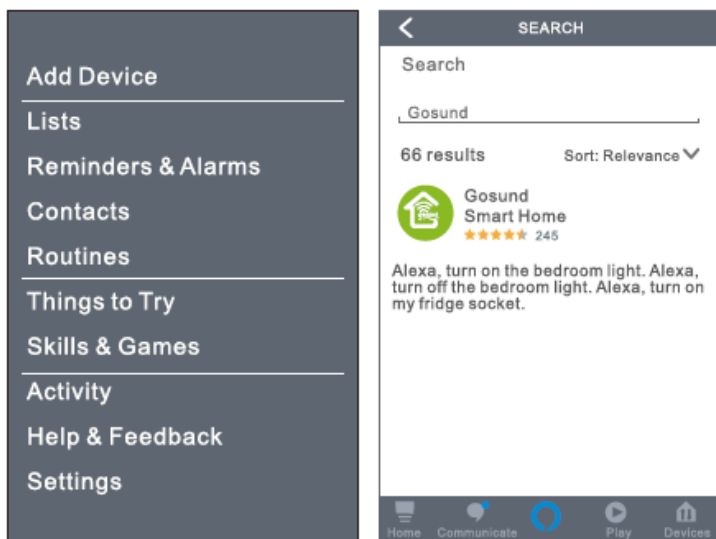 Add Device
Lists
Reminders & Alarms
Contacts
Routines
Things to Try
Skills & Games
Activity
Help & Feedback
Settings
SEARCH
Search
Gosund
66 results Sort: Relevance
Gosund
Smart Home
245
Alexa, turn on the bedroom light. Alexa,
turn off the bedroom light. Alexa, turn on
my fridge socket.
Home Communicate Play Devices